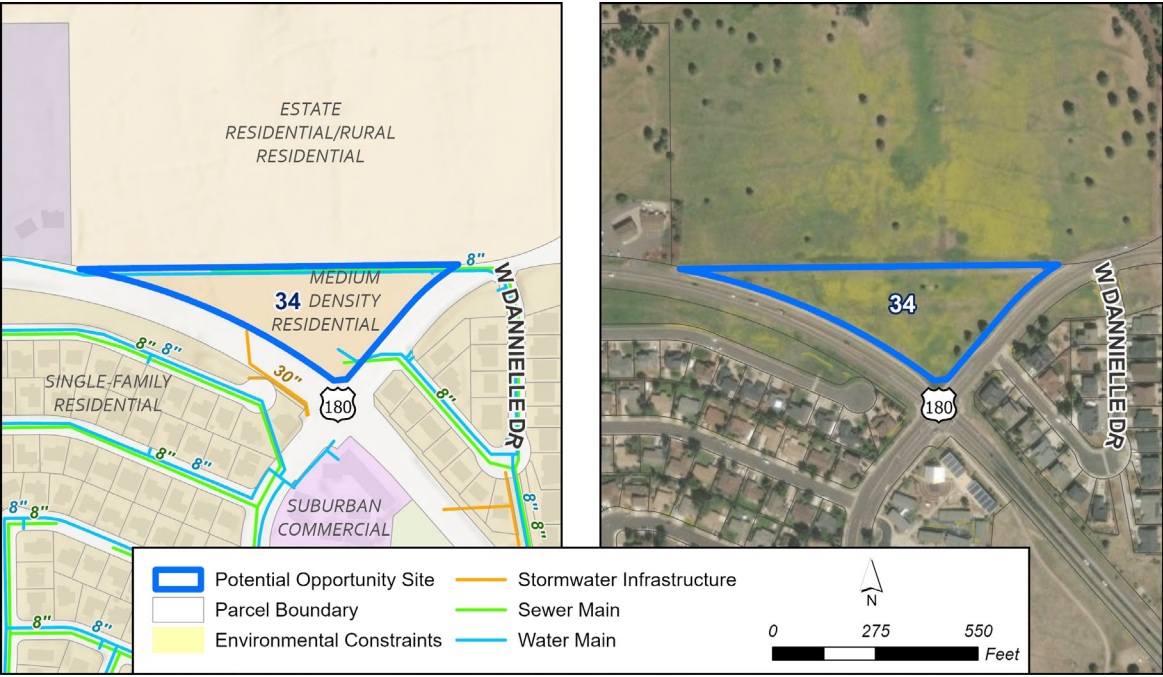 ESTATE
RESIDENTIAL/RURAL
RESIDENTIAL
8"
MEDIUM
34 DENSITY
RESIDENTIAL
W DANNIELLE DR
8" 8"
30"
SINGLE-FAMILY
RESIDENTIAL
180
8"
8" 8"
SUBURBAN
COMMERCIAL
8" 8"
8" 8"
8" 8"
34
W DANNIELLE DR
180
Potential Opportunity Site
Parcel Boundary
Environmental Constraints
Stormwater Infrastructure
Sewer Main
Water Main
N
0 275 550
Feet